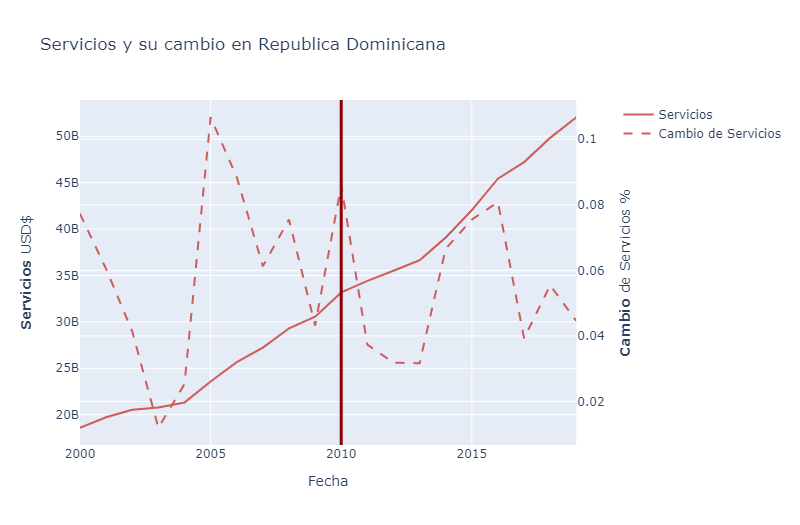 Servicios y su cambio en Republica Dominicana
Servicios
Cambio de Servicios
50B
45B
40B
35B
30B
25B
20B
Servicios USD$
0.1
0.08
0.06
0.04
0.02
Cambio de Servicios %
2000
2005
2010
2015
Fecha